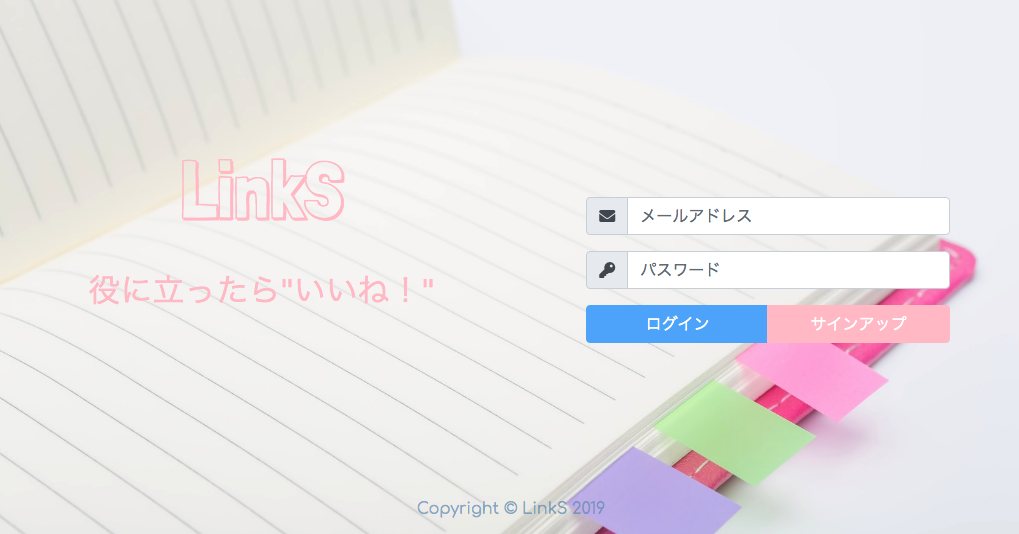 LinkS
役に立ったら"いいね！"
メールアドレス
パスワード
ログイン
サインアップ
Copyright © LinkS 2019